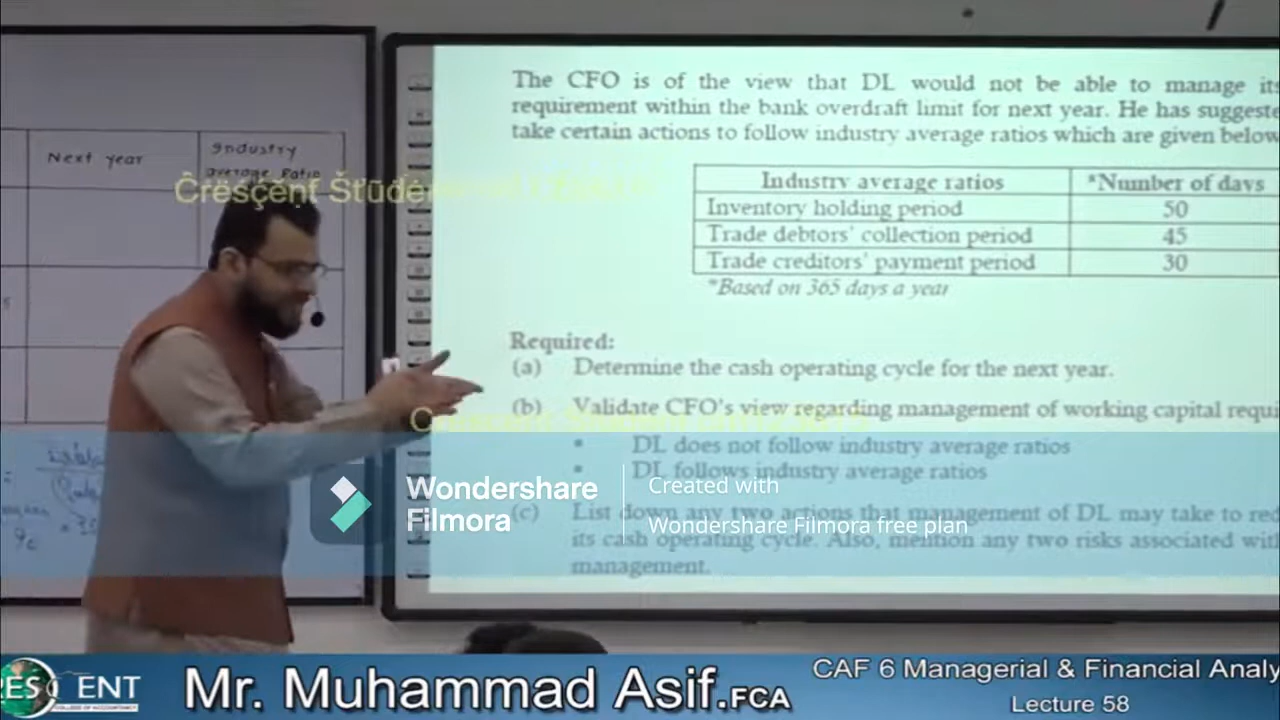 Next year
Industry
average Ratio
The CFO is of the view that DL would not be able to manage its
requirement within the bank overdraft limit for next year. He has suggeste
take certain actions to follow industry average ratios which are given below
Industry average ratios *Number of days
Inventory holding period 50
Trade debtors' collection period 45
Trade creditors' payment period 30
*Based on 365 days a year
Required:
(a) Determine the cash operating cycle for the next year.
(b) Validate CFO's view regarding management of working capital requi
▪ DL does not follow industry average ratios
▪ DL follows industry average ratios
(c) List down any two actions that management of DL may take to red
its cash operating cycle. Also, mention any two risks associated with
management.
Wondershare
Filmora
Created with
Wondershare Filmora free plan
ENT
Mr. Muhammad Asif.FCA
CAF 6 Managerial & Financial Analy
Lecture 58